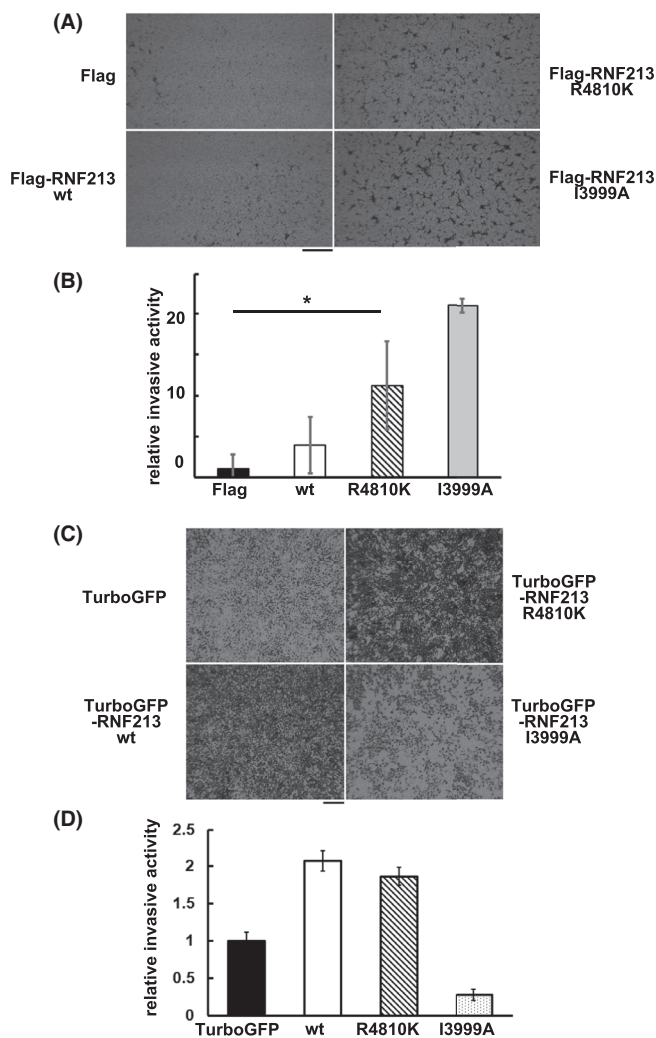 (A)
Flag
Flag-RNF213
R4810K
Flag-RNF213
wt
Flag-RNF213
I3999A
(B)
relative invasive activity
20
10
0
*
Flag wt R4810K I3999A
(C)
TurboGFP
TurboGFP
-RNF213
R4810K
TurboGFP
-RNF213
wt
TurboGFP
-RNF213
I3999A
(D)
relative invasive activity
2.5
2
1.5
1
0.5
0
TurboGFP wt R4810K I3999A